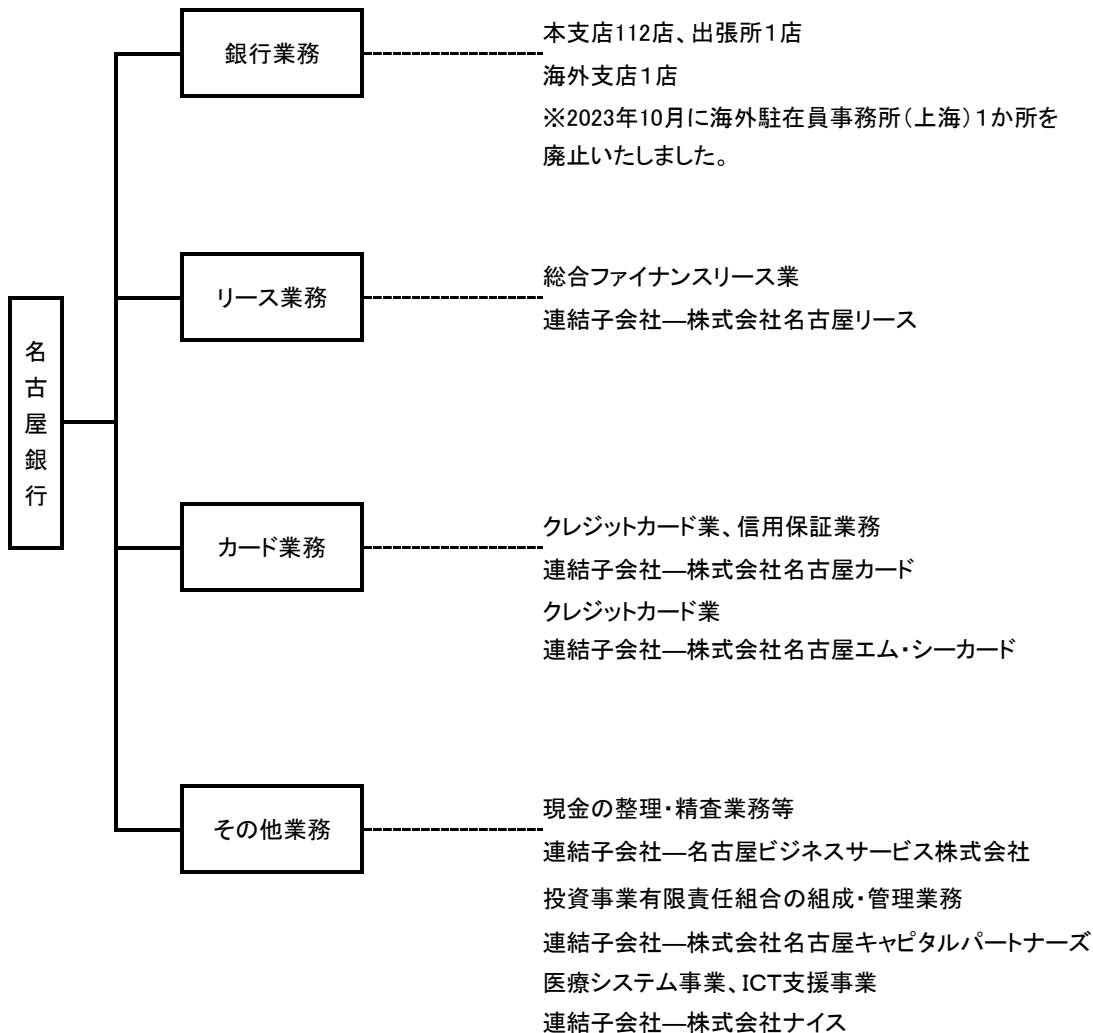 名古屋銀行
銀行業務
本支店112店、出張所１店
海外支店１店
※2023年10月に海外駐在員事務所（上海）１か所を
廃止いたしました。
リース業務
総合ファイナンスリース業
連結子会社―株式会社名古屋リース
カード業務
クレジットカード業、信用保証業務
連結子会社―株式会社名古屋カード
クレジットカード業
連結子会社―株式会社名古屋エム・シーカード
その他業務
現金の整理・精査業務等
連結子会社―名古屋ビジネスサービス株式会社
投資事業有限責任組合の組成・管理業務
連結子会社―株式会社名古屋キャピタルパートナーズ
医療システム事業、ICT支援事業
連結子会社―株式会社ナイス